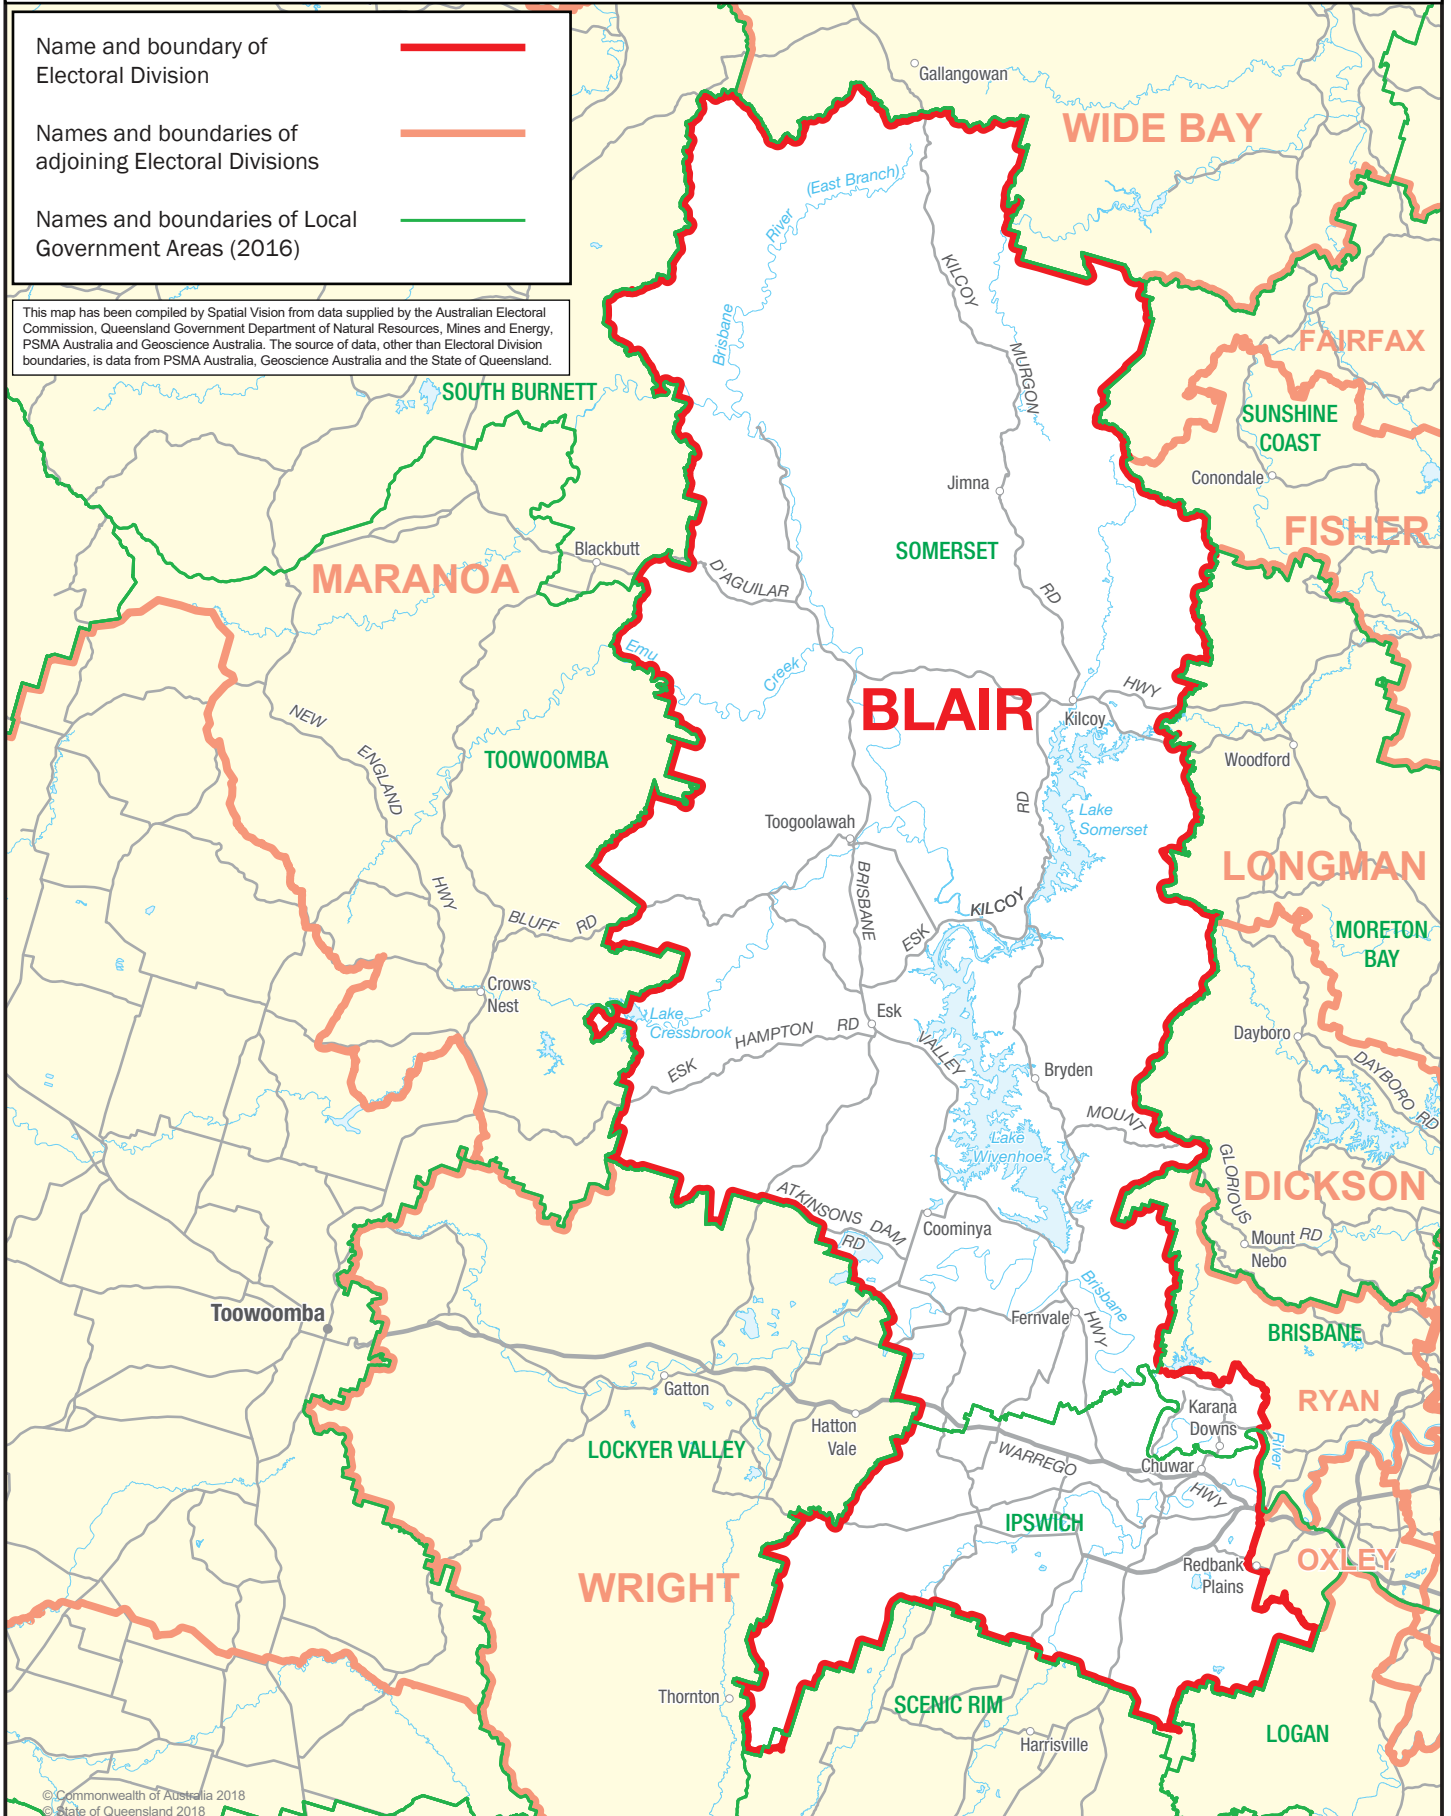 Name and boundary of
Electoral Division
Names and boundaries of
adjoining Electoral Divisions
Names and boundaries of Local
Government Areas (2016)
This map has been compiled by Spatial Vision from data supplied by the Australian Electoral
Commission, Queensland Government Department of Natural Resources, Mines and Energy,
PSMA Australia and Geoscience Australia. The source of data, other than Electoral Division
boundaries, is data from PSMA Australia, Geoscience Australia and the State of Queensland.
Gallangowan
WIDE BAY
(East Branch)
River
Brisbane
KILCOY
MURGON
RD
FAIRFAX
SOUTH BURNETT
SUNSHINE
COAST
Conondale
Jimna
FISHER
SOMERSET
Blackbutt
MARANOA
D'AGUILAR
Emu
Creek
HWY
BLAIR
Kilcoy
NEW
ENGLAND
HWY
TOOWOOMBA
Woodford
RD
Lake
Somerset
Toogoolawah
LONGMAN
BRISBANE
KILCOY
ESK
BLUFF RD
MORETON
BAY
Crows
Nest
Lake
Cressbrook
Esk
ESK HAMPTON RD
VALLEY
Dayboro
DAYBORO RD
Bryden
MOUNT
Lake
Wivenhoe
GLORIOUS
DICKSON
ATKINSONS DAM
RD
Coominya
Mount RD
Nebo
Brisbane
Toowoomba
Fernvale
HWY
BRISBANE
Gatton
RYAN
Karana
Downs
Hatton
Vale
River
LOCKYER VALLEY
WARREGO
Chuwar
HWY
IPSWICH
OXLEY
Redbank
Plains
WRIGHT
Thornton
SCENIC RIM
LOGAN
Harrisville
© Commonwealth of Australia 2018
© State of Queensland 2018